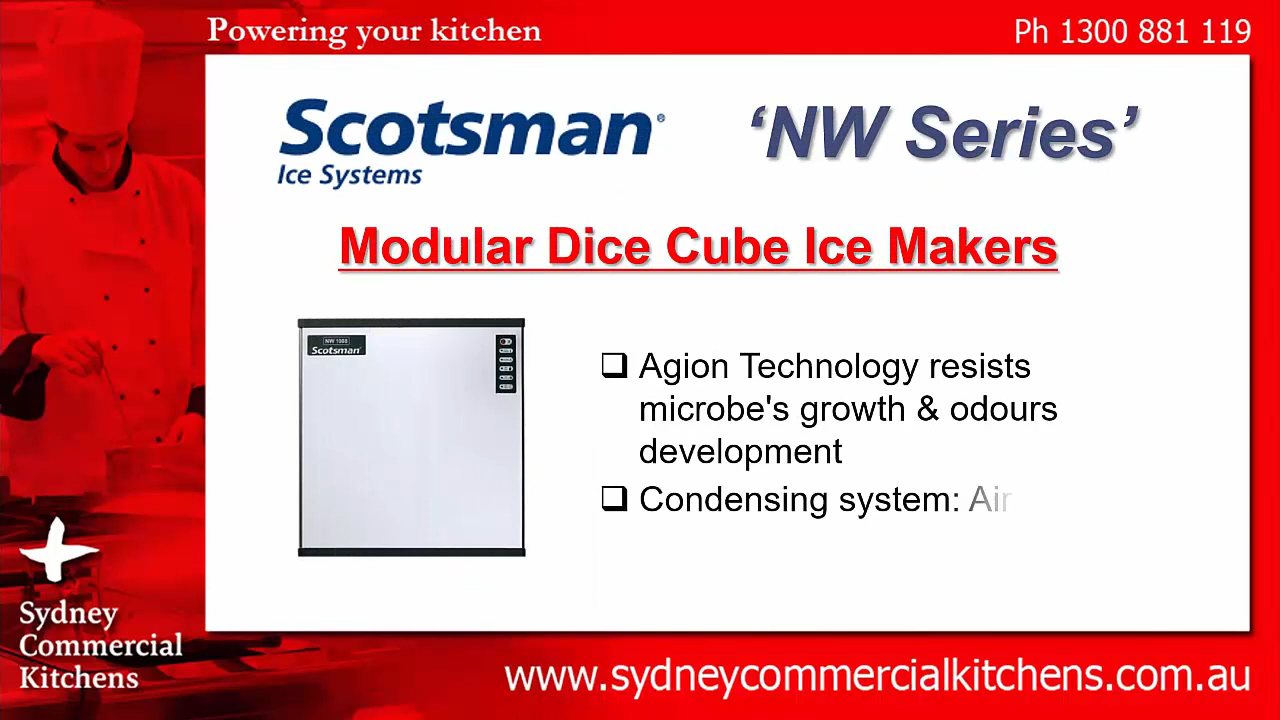 Powering your kitchen
Ph 1300 881 119
Scotsman®
Ice Systems
‘NW Series’
Modular Dice Cube Ice Makers
NW 1008
Scotsman
❑ Agion Technology resists
microbe's growth & odours
development
❑ Condensing system: Air
Sydney
Commercial
Kitchens
www.sydneycommercialkitchens.com.au